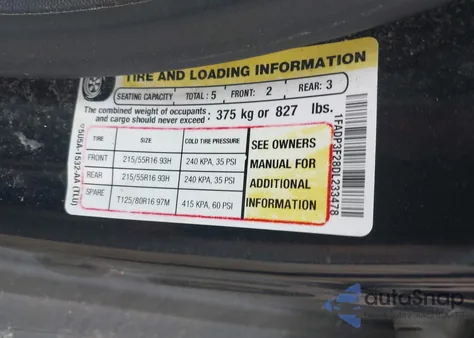 TIRE AND LOADING INFORMATION
SEATING CAPACITY TOTAL : 5 FRONT : 2 REAR : 3
The combined weight of occupants and cargo should never exceed : 375 kg or 827 lbs.
TIRE SIZE COLD TIRE PRESSURE
FRONT 215/55R16 93H 240 KPA, 35 PSI
REAR 215/55R16 93H 240 KPA, 35 PSI
SPARE T125/80R16 97M 415 KPA, 60 PSI
SEE OWNERS
MANUAL FOR
ADDITIONAL
INFORMATION
1FADP3F28DL233478
autoSnap